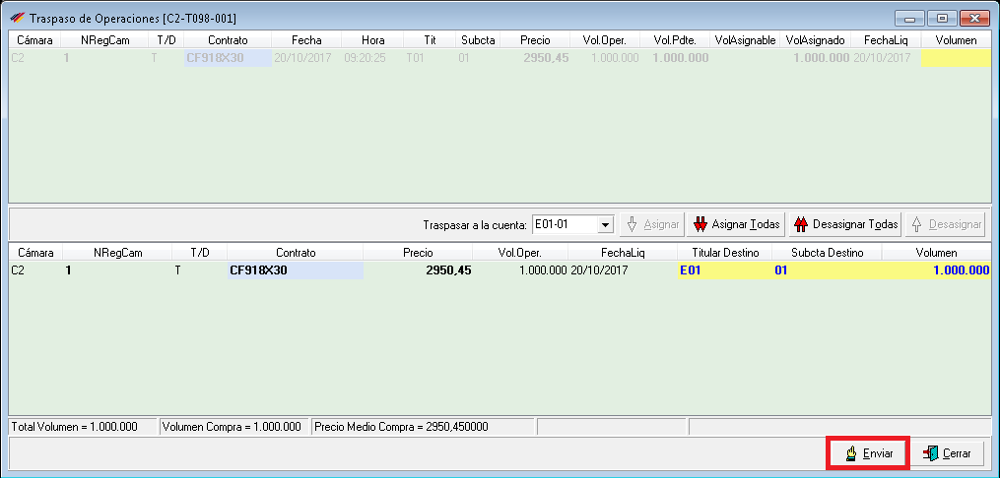 Traspaso de Operaciones [C2-T098-001]
Cámara NRegCam T/D Contrato Fecha Hora Tit Subcta Precio Vol.Oper. Vol.Pdte. VolAsignable VolAsignado FechaLiq Volumen
C2 1 T CF918X30 20/10/2017 09:20:25 T01 01 2950,45 1.000.000 1.000.000 1.000.000 20/10/2017
Traspasar a la cuenta: E01-01 Asignar Asignar Todas Desasignar Todas Desasignar
Cámara NRegCam T/D Contrato Precio Vol.Oper. FechaLiq Titular Destino Subcta Destino Volumen
C2 1 T CF918X30 2950,45 1.000.000 20/10/2017 E01 01 1.000.000
Total Volumen = 1.000.000 Volumen Compra = 1.000.000 Precio Medio Compra = 2950,450000
Enviar Cerrar